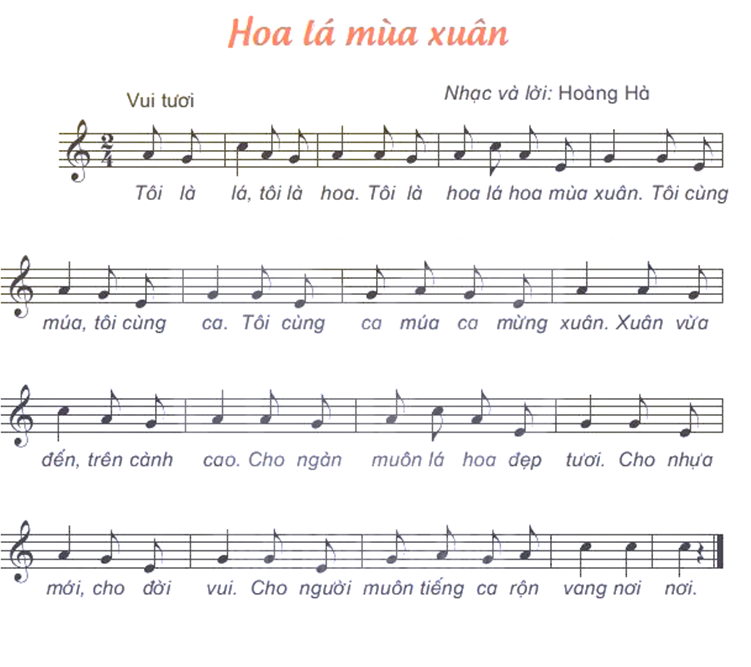 Hoa lá mùa xuân
Vui tươi
Nhạc và lời: Hoàng Hà
2
4
Tôi là lá, tôi là hoa. Tôi là hoa lá hoa mùa xuân. Tôi cùng
múa, tôi cùng ca. Tôi cùng ca múa ca mừng xuân. Xuân vừa
đến, trên cành cao. Cho ngàn muôn lá hoa đẹp tươi. Cho nhựa
mới, cho đời vui. Cho người muôn tiếng ca rộn vang nơi nơi.